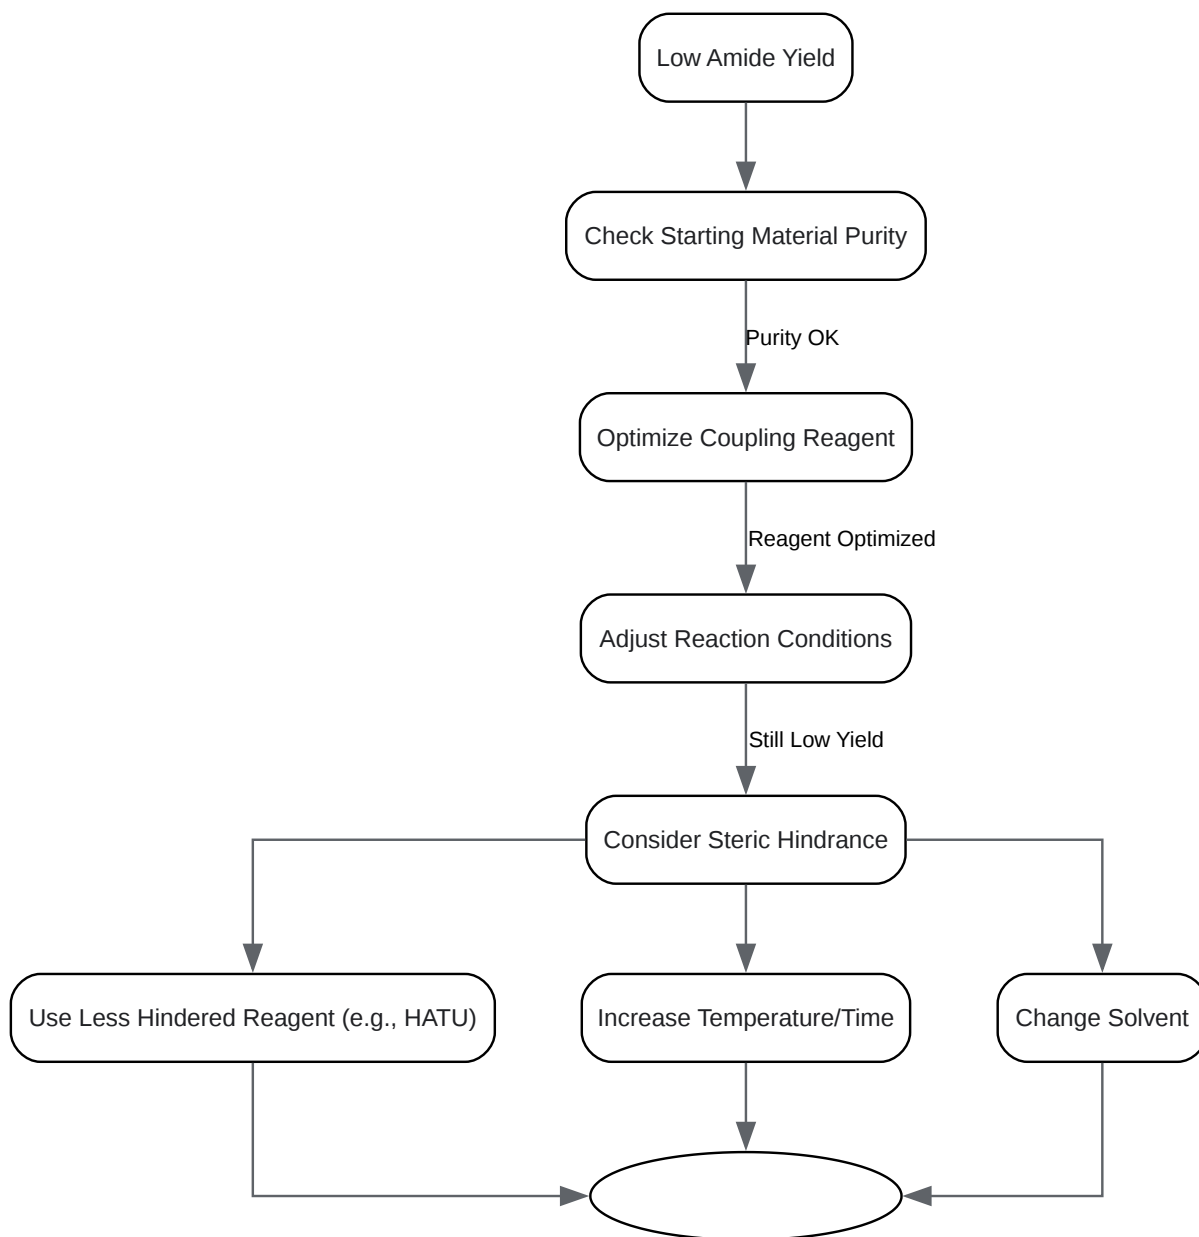 Low Amide Yield
Check Starting Material Purity
Purity OK
Optimize Coupling Reagent
Reagent Optimized
Adjust Reaction Conditions
Still Low Yield
Consider Steric Hindrance
Use Less Hindered Reagent (e.g., HATU)
Increase Temperature/Time
Change Solvent